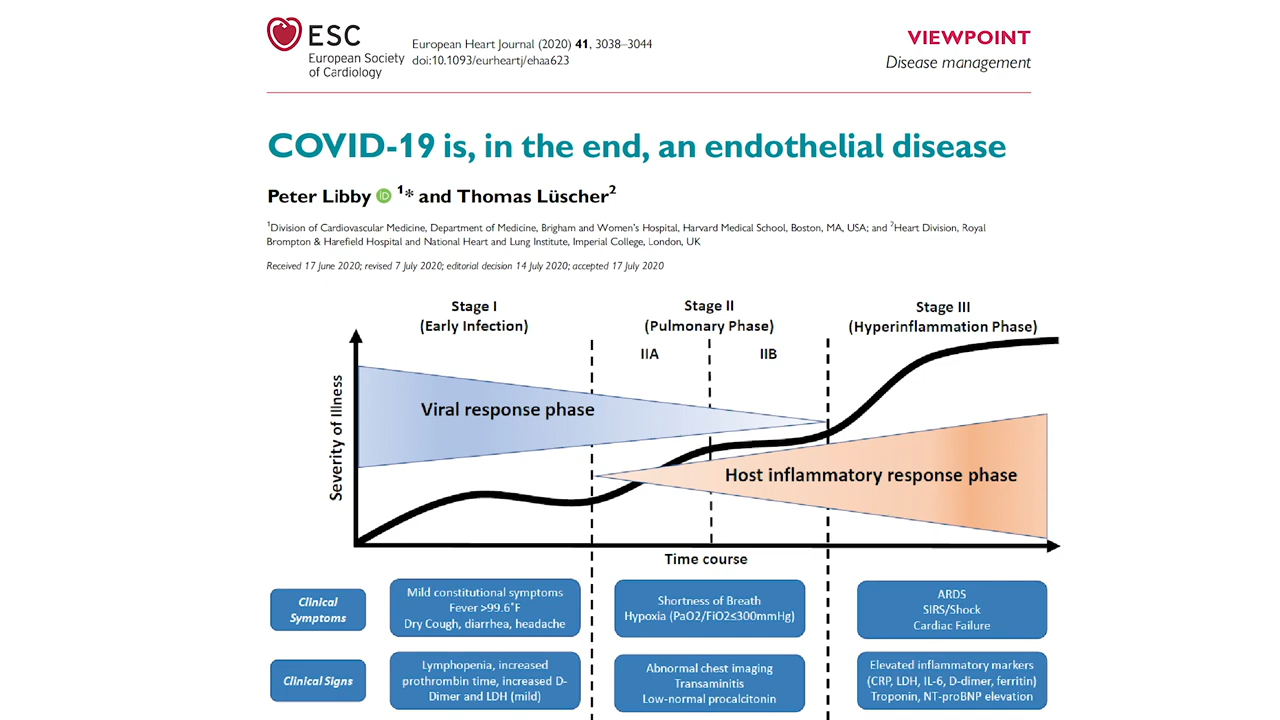 ESC
European Society
of Cardiology
European Heart Journal (2020) 41, 3038–3044
doi:10.1093/eurheartj/ehaa623
VIEWPOINT
Disease management
COVID-19 is, in the end, an endothelial disease
Peter Libby iD 1* and Thomas Lüscher2
1Division of Cardiovascular Medicine, Department of Medicine, Brigham and Women's Hospital, Harvard Medical School, Boston, MA, USA; and 2Heart Division, Royal
Brompton & Harefield Hospital and National Heart and Lung Institute, Imperial College, London, UK
Received 17 June 2020; revised 7 July 2020; editorial decision 14 July 2020; accepted 17 July 2020
Stage I
(Early Infection)
Stage II
(Pulmonary Phase)
Stage III
(Hyperinflammation Phase)
IIA
IIB
Severity of Illness
Viral response phase
Host inflammatory response phase
Time course
Clinical
Symptoms
Mild constitutional symptoms
Fever >99.6°F
Dry Cough, diarrhea, headache
Shortness of Breath
Hypoxia (PaO2/FiO2≤300mmHg)
ARDS
SIRS/Shock
Cardiac Failure
Clinical Signs
Lymphopenia, increased
prothrombin time, increased D-
Dimer and LDH (mild)
Abnormal chest imaging
Transaminitis
Low-normal procalcitonin
Elevated inflammatory markers
(CRP, LDH, IL-6, D-dimer, ferritin)
Troponin, NT-proBNP elevation